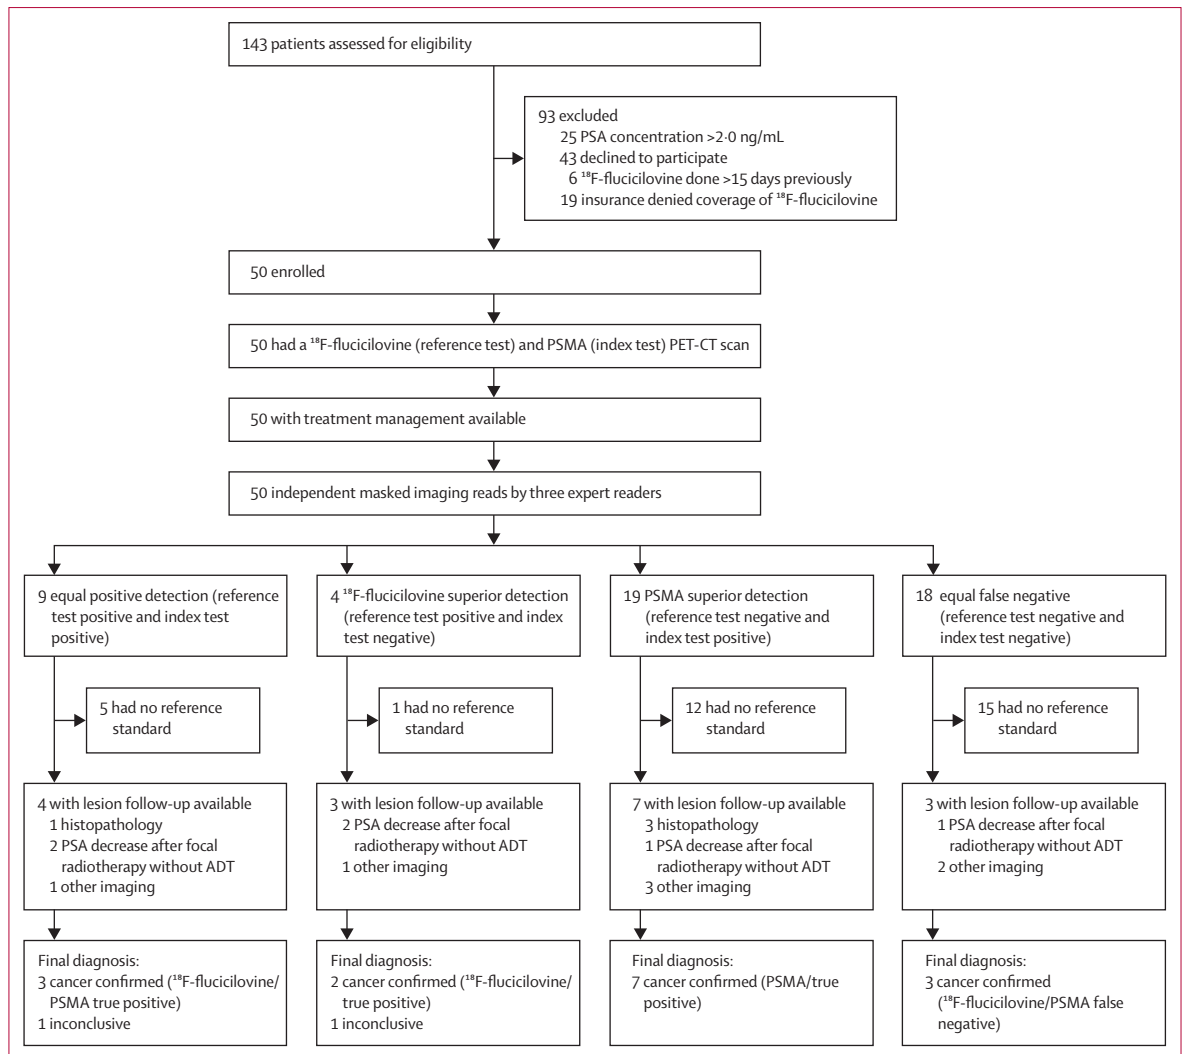 143 patients assessed for eligibility
93 excluded
25 PSA concentration >2·0 ng/mL
43 declined to participate
6 ¹⁸F-flucicilovine done >15 days previously
19 insurance denied coverage of ¹⁸F-flucicilovine
50 enrolled
50 had a ¹⁸F-flucicilovine (reference test) and PSMA (index test) PET-CT scan
50 with treatment management available
50 independent masked imaging reads by three expert readers
9 equal positive detection (reference
test positive and index test
positive)
4 ¹⁸F-flucicilovine superior detection
(reference test positive and index
test negative)
19 PSMA superior detection
(reference test negative and
index test positive)
18 equal false negative
(reference test negative and
index test negative)
5 had no reference
standard
1 had no reference
standard
12 had no reference
standard
15 had no reference
standard
4 with lesion follow-up available
1 histopathology
2 PSA decrease after focal
radiotherapy without ADT
1 other imaging
3 with lesion follow-up available
2 PSA decrease after focal
radiotherapy without ADT
1 other imaging
7 with lesion follow-up available
3 histopathology
1 PSA decrease after focal
radiotherapy without ADT
3 other imaging
3 with lesion follow-up available
1 PSA decrease after focal
radiotherapy without ADT
2 other imaging
Final diagnosis:
3 cancer confirmed (¹⁸F-flucicilovine/
PSMA true positive)
1 inconclusive
Final diagnosis:
2 cancer confirmed (¹⁸F-flucicilovine/
true positive)
1 inconclusive
Final diagnosis:
7 cancer confirmed (PSMA/true
positive)
Final diagnosis:
3 cancer confirmed
(¹⁸F-flucicilovine/PSMA false
negative)